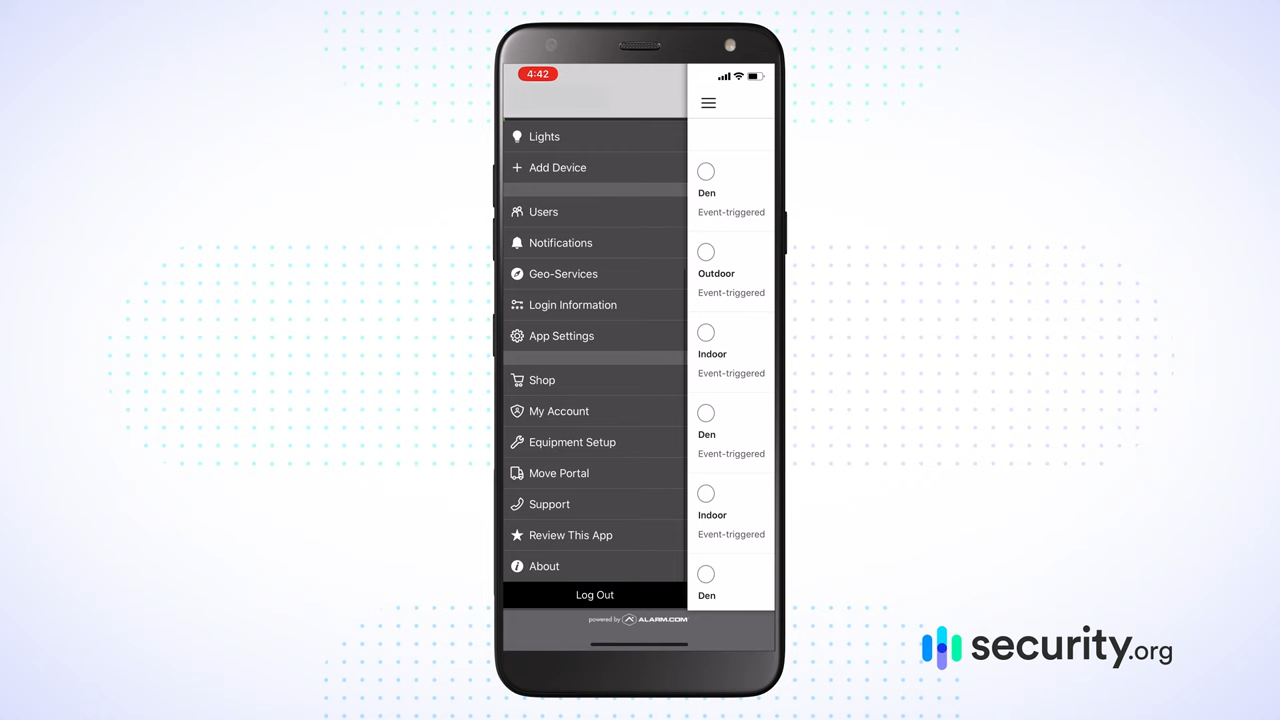 4:42
Lights
Add Device
Users
Notifications
Geo-Services
Login Information
App Settings
Shop
My Account
Equipment Setup
Move Portal
Support
Review This App
About
Log Out
powered by ALARM.COM
Den
Event-triggered
Outdoor
Event-triggered
Indoor
Event-triggered
Den
Event-triggered
Indoor
Event-triggered
Den
security.org